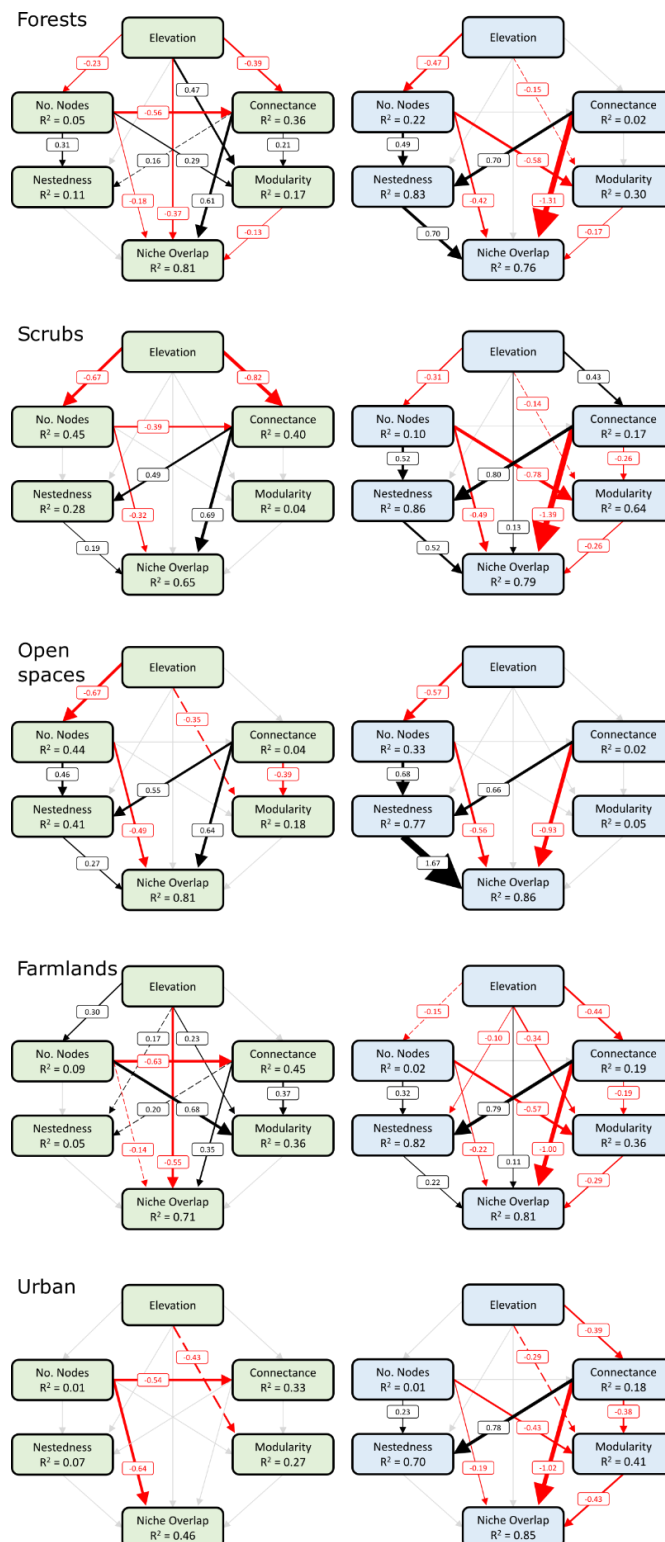 Forests
Elevation
-0.23
-0.39
0.47
No. Nodes
R² = 0.05
-0.56
Connectance
R² = 0.36
0.31
0.16
0.29
0.21
Nestedness
R² = 0.11
-0.18
-0.37
0.61
Modularity
R² = 0.17
-0.13
Niche Overlap
R² = 0.81
Elevation
-0.47
-0.15
No. Nodes
R² = 0.22
Connectance
R² = 0.02
0.49
0.70
-0.58
Nestedness
R² = 0.83
-0.42
-1.31
Modularity
R² = 0.30
0.70
-0.17
Niche Overlap
R² = 0.76
Scrubs
Elevation
-0.67
-0.82
No. Nodes
R² = 0.45
-0.39
Connectance
R² = 0.40
0.49
Nestedness
R² = 0.28
-0.32
0.69
Modularity
R² = 0.04
0.19
Niche Overlap
R² = 0.65
Elevation
-0.31
0.43
-0.14
No. Nodes
R² = 0.10
Connectance
R² = 0.17
0.52
0.80
-0.78
-0.26
Nestedness
R² = 0.86
-0.49
0.13
-1.39
Modularity
R² = 0.64
0.52
-0.26
Niche Overlap
R² = 0.79
Open
spaces
Elevation
-0.67
-0.35
No. Nodes
R² = 0.44
Connectance
R² = 0.04
0.46
0.55
-0.39
Nestedness
R² = 0.41
-0.49
0.64
Modularity
R² = 0.18
0.27
Niche Overlap
R² = 0.81
Elevation
-0.57
No. Nodes
R² = 0.33
Connectance
R² = 0.02
0.68
0.66
Nestedness
R² = 0.77
-0.56
-0.93
Modularity
R² = 0.05
1.67
Niche Overlap
R² = 0.86
Farmlands
Elevation
0.30
0.17
0.23
No. Nodes
R² = 0.09
-0.63
Connectance
R² = 0.45
0.20
0.68
0.37
Nestedness
R² = 0.05
-0.14
-0.55
0.35
Modularity
R² = 0.36
Niche Overlap
R² = 0.71
Elevation
-0.15
-0.44
-0.10
-0.34
No. Nodes
R² = 0.02
Connectance
R² = 0.19
0.32
0.79
-0.57
-0.19
Nestedness
R² = 0.82
-0.22
-1.00
Modularity
R² = 0.36
0.22
0.11
-0.29
Niche Overlap
R² = 0.81
Urban
Elevation
-0.43
No. Nodes
R² = 0.01
-0.54
Connectance
R² = 0.33
Nestedness
R² = 0.07
-0.64
Modularity
R² = 0.27
Niche Overlap
R² = 0.46
Elevation
-0.39
-0.29
No. Nodes
R² = 0.01
Connectance
R² = 0.18
0.23
0.78
-0.43
-0.38
Nestedness
R² = 0.70
-0.19
-1.02
Modularity
R² = 0.41
-0.43
Niche Overlap
R² = 0.85